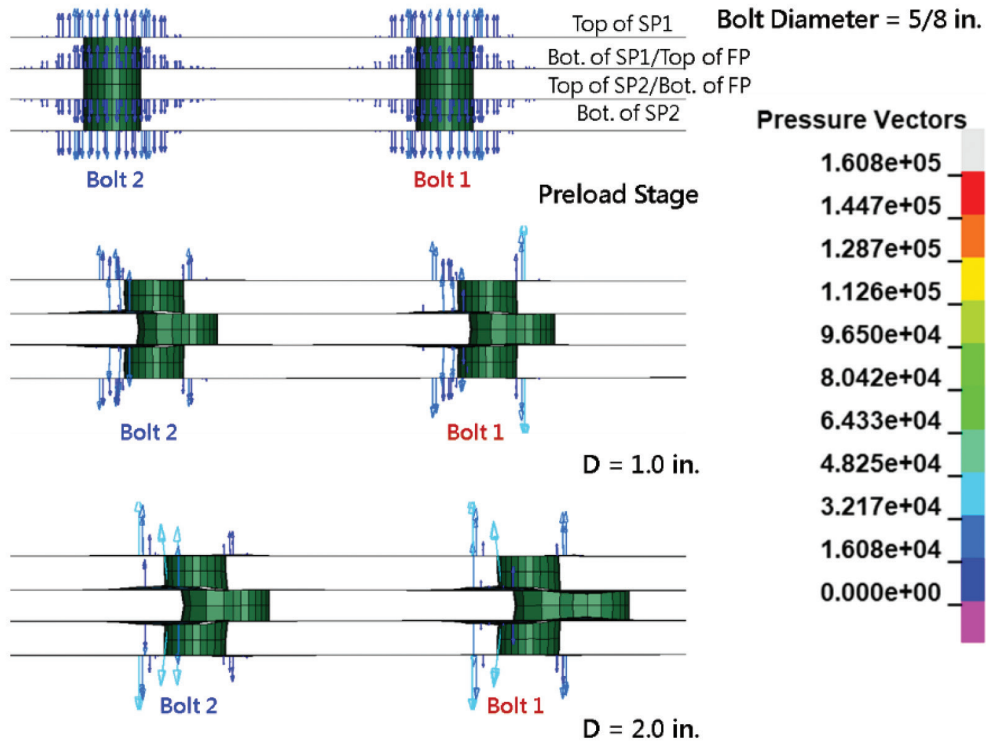 Top of SP1
Bot. of SP1/Top of FP
Top of SP2/Bot. of FP
Bot. of SP2
Bolt 2
Bolt 1
Preload Stage
Bolt Diameter = 5/8 in.
Pressure Vectors
1.608e+05
1.447e+05
1.287e+05
1.126e+05
9.650e+04
8.042e+04
6.433e+04
4.825e+04
3.217e+04
1.608e+04
0.000e+00
Bolt 2
Bolt 1
D = 1.0 in.
Bolt 2
Bolt 1
D = 2.0 in.